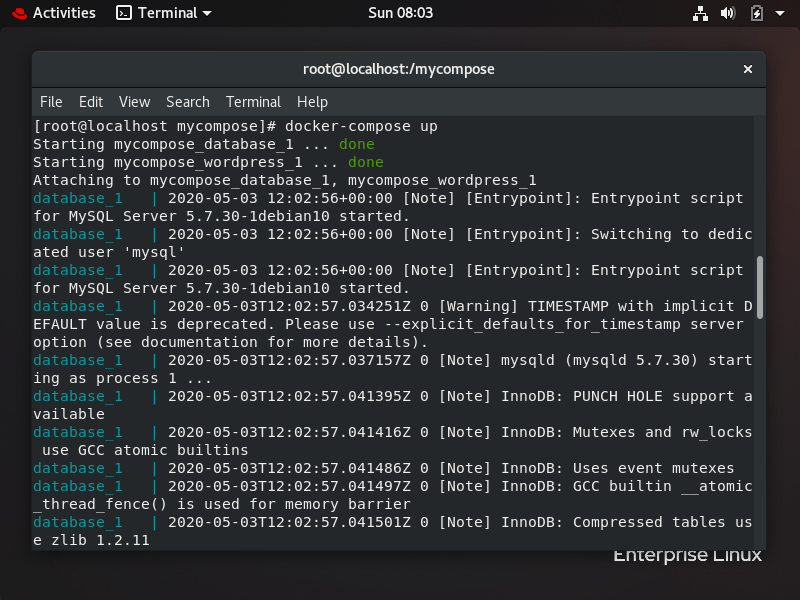 Activities Terminal Sun 08:03
root@localhost:/mycompose ×
File Edit View Search Terminal Help
[root@localhost mycompose]# docker-compose up
Starting mycompose_database_1 ... done
Starting mycompose_wordpress_1 ... done
Attaching to mycompose_database_1, mycompose_wordpress_1
database_1   | 2020-05-03 12:02:56+00:00 [Note] [Entrypoint]: Entrypoint script
for MySQL Server 5.7.30-1debian10 started.
database_1   | 2020-05-03 12:02:56+00:00 [Note] [Entrypoint]: Switching to dedic
ated user 'mysql'
database_1   | 2020-05-03 12:02:56+00:00 [Note] [Entrypoint]: Entrypoint script
for MySQL Server 5.7.30-1debian10 started.
database_1   | 2020-05-03T12:02:57.034251Z 0 [Warning] TIMESTAMP with implicit D
EFAULT value is deprecated. Please use --explicit_defaults_for_timestamp server
option (see documentation for more details).
database_1   | 2020-05-03T12:02:57.037157Z 0 [Note] mysqld (mysqld 5.7.30) start
ing as process 1 ...
database_1   | 2020-05-03T12:02:57.041395Z 0 [Note] InnoDB: PUNCH HOLE support a
vailable
database_1   | 2020-05-03T12:02:57.041416Z 0 [Note] InnoDB: Mutexes and rw_locks
 use GCC atomic builtins
database_1   | 2020-05-03T12:02:57.041486Z 0 [Note] InnoDB: Uses event mutexes
database_1   | 2020-05-03T12:02:57.041497Z 0 [Note] InnoDB: GCC builtin __atomic
_thread_fence() is used for memory barrier
database_1   | 2020-05-03T12:02:57.041501Z 0 [Note] InnoDB: Compressed tables us
e zlib 1.2.11
Enterprise Linux